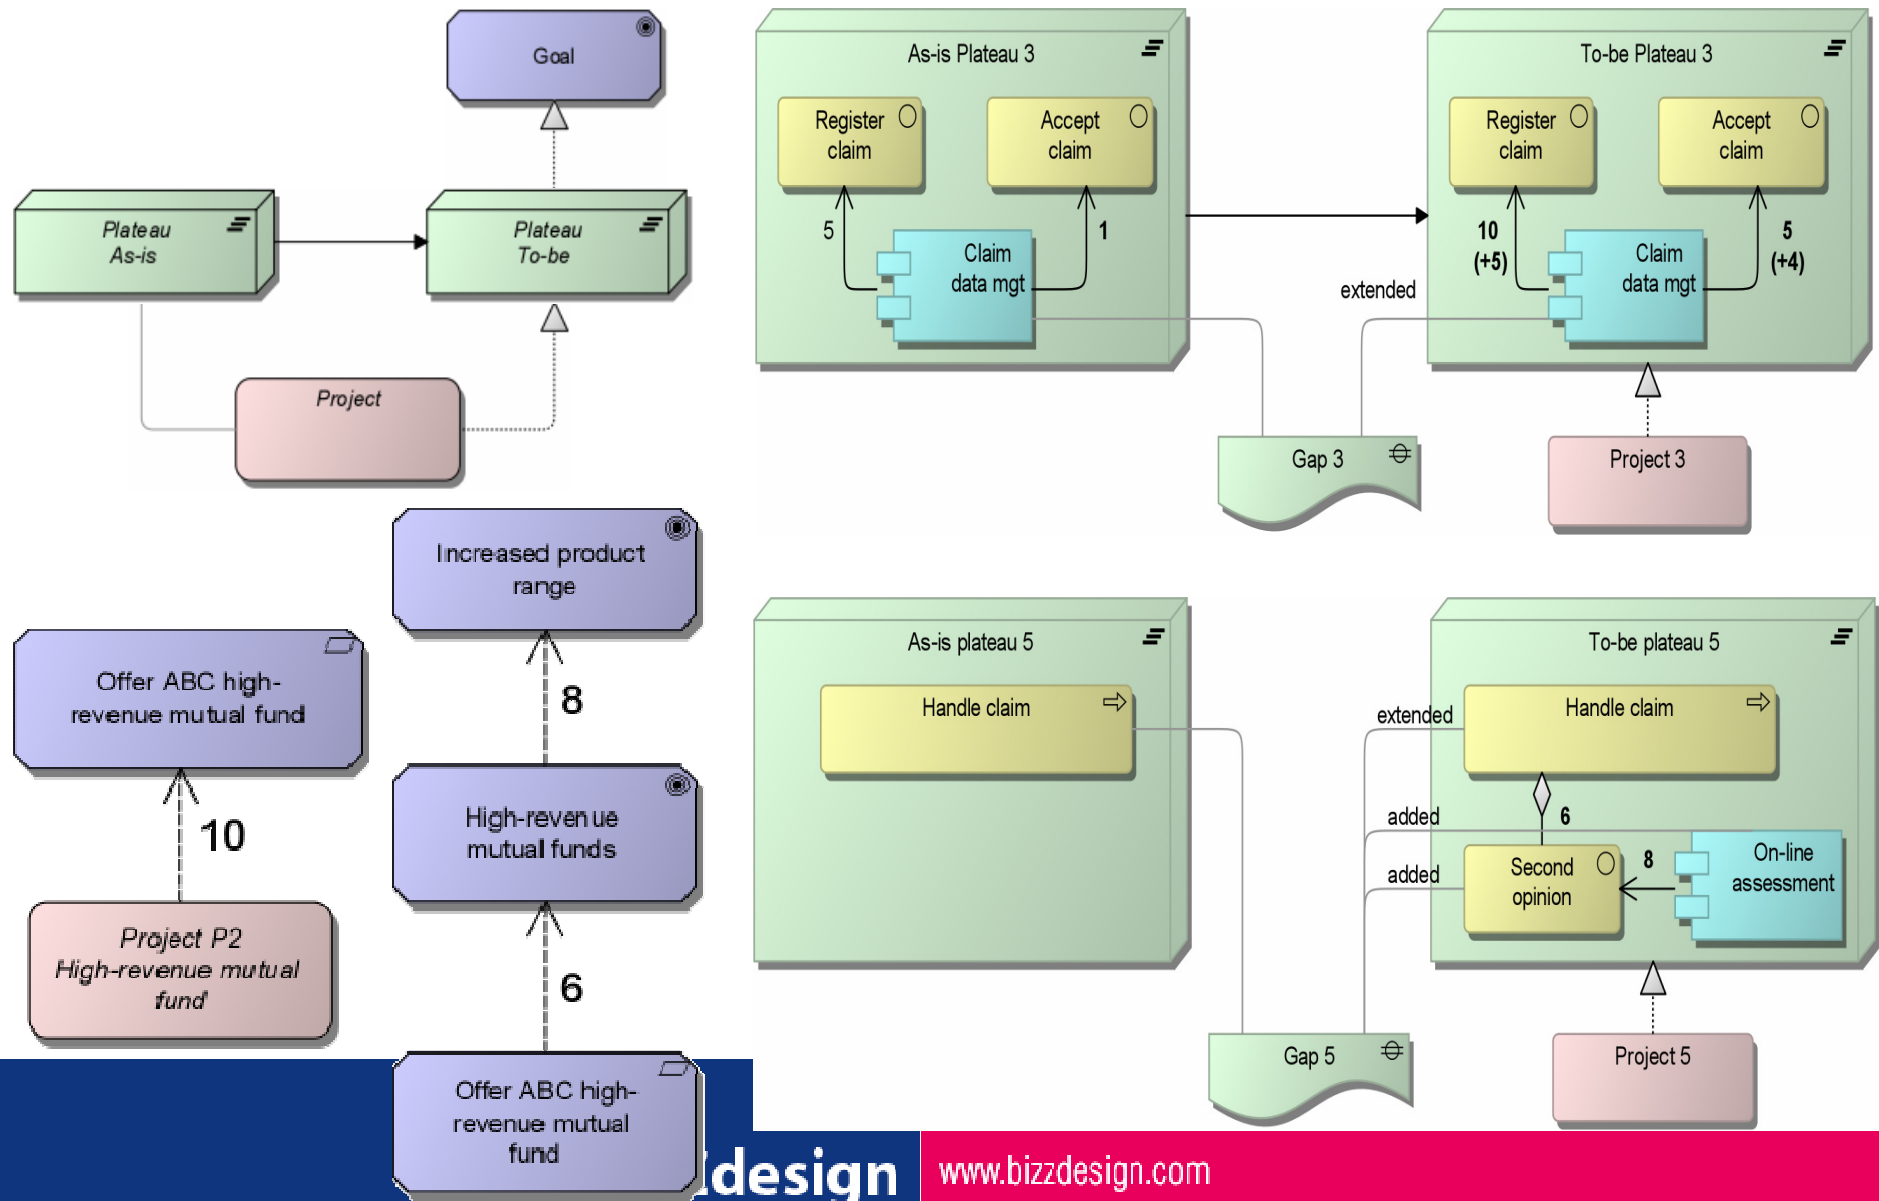 Goal
Plateau
As-is
Plateau
To-be
Project
As-is Plateau 3
Register
claim
Accept
claim
5
1
Claim
data mgt
To-be Plateau 3
Register
claim
Accept
claim
10
(+5)
5
(+4)
Claim
data mgt
extended
Gap 3
Project 3
Increased product
range
8
High-revenue
mutual funds
6
Offer ABC high-
revenue mutual
fund
Offer ABC high-
revenue mutual fund
10
Project P2
High-revenue mutual
fund'
As-is plateau 5
Handle claim
To-be plateau 5
Handle claim
extended
added
added
6
8
Second
opinion
On-line
assessment
Gap 5
Project 5
zdesign
www.bizzdesign.com